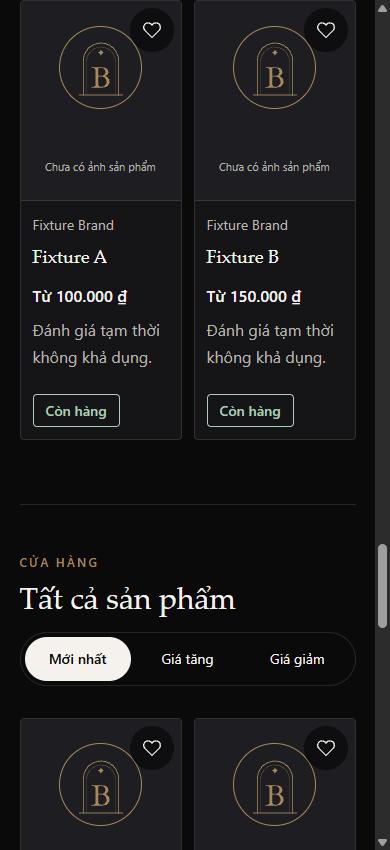 B
B
Chưa có ảnh sản phẩm
Chưa có ảnh sản phẩm
Fixture Brand
Fixture A
Từ 100.000 ₫
Đánh giá tạm thời
không khả dụng.
Còn hàng
Fixture Brand
Fixture B
Từ 150.000 ₫
Đánh giá tạm thời
không khả dụng.
Còn hàng
CỬA HÀNG
Tất cả sản phẩm
Mới nhất
Giá tăng
Giá giảm
B
B